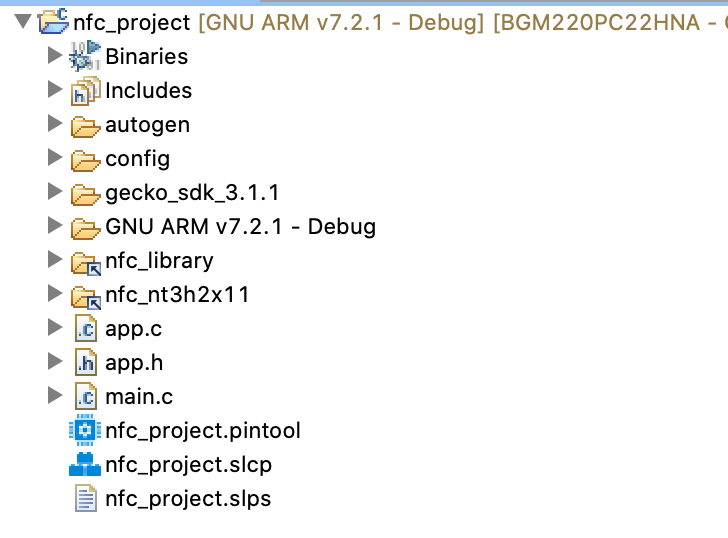 nfc_project [GNU ARM v7.2.1 - Debug] [BGM220PC22HNA -
Binaries
Includes
autogen
config
gecko_sdk_3.1.1
GNU ARM v7.2.1 - Debug
nfc_library
nfc_nt3h2x11
app.c
app.h
main.c
nfc_project.pintool
nfc_project.slcp
nfc_project.slps